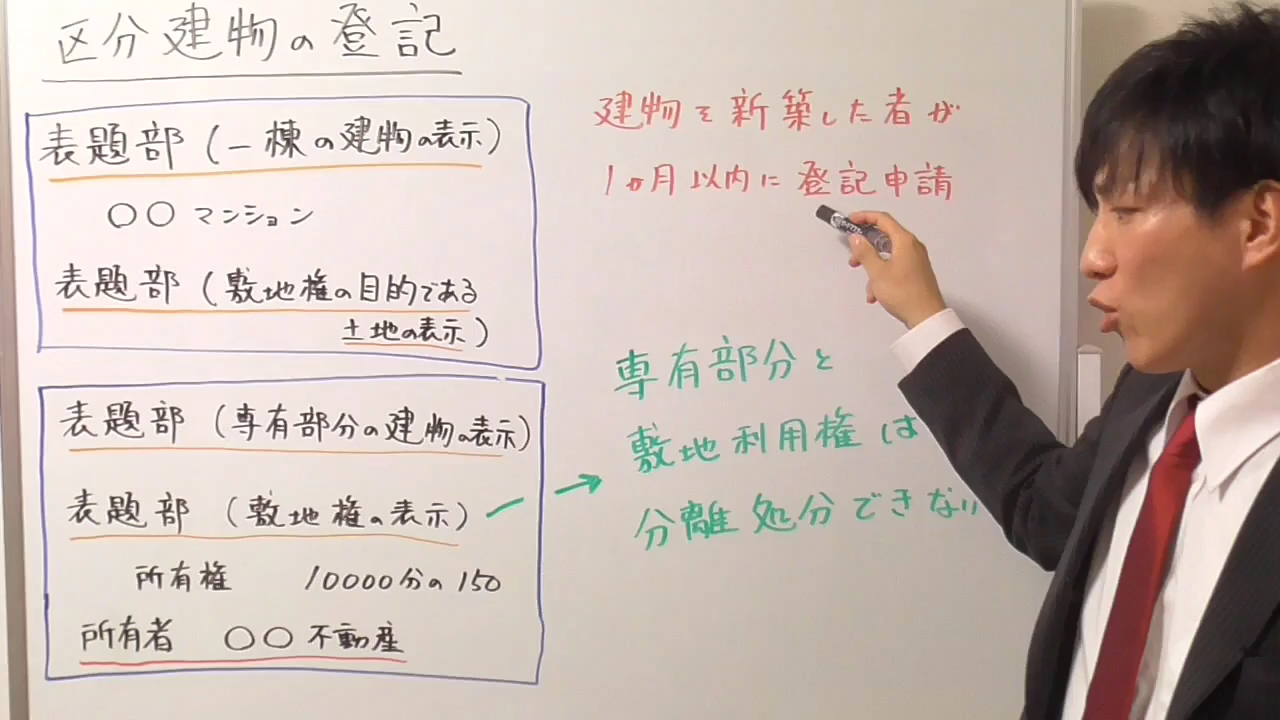 区分建物の登記
表題部(一棟の建物の表示)
○○マンション
表題部(敷地権の目的である
土地の表示)
表題部(専有部分の建物の表示)
表題部(敷地権の表示)
所有権 10000分の150
所有者 ○○不動産
建物を新築した者が
1ヵ月以内に登記申請
専有部分と
敷地利用権は
分離処分できない